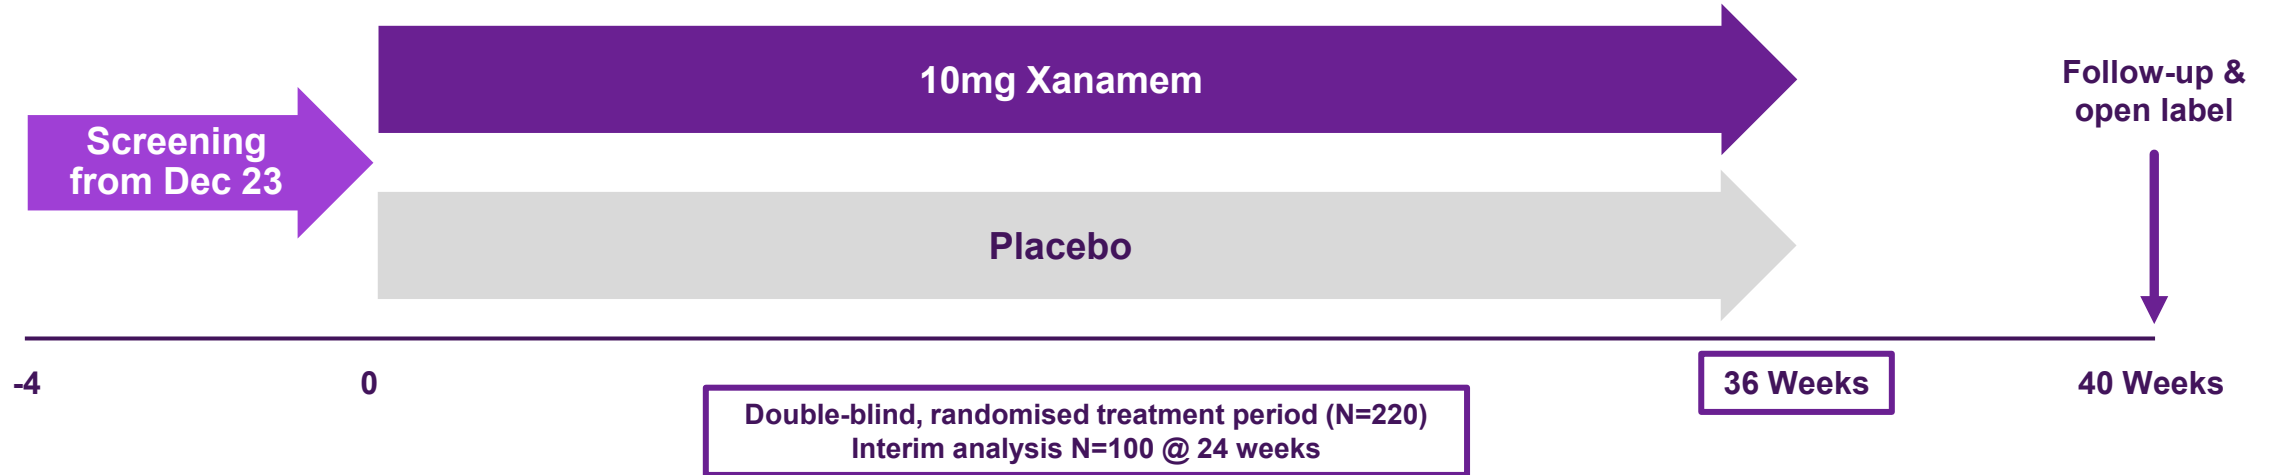 10mg Xanamem
Follow-up &
open label
Screening
from Dec 23
Placebo
-4
0
36 Weeks
40 Weeks
Double-blind, randomised treatment period (N=220)
Interim analysis N=100 @ 24 weeks